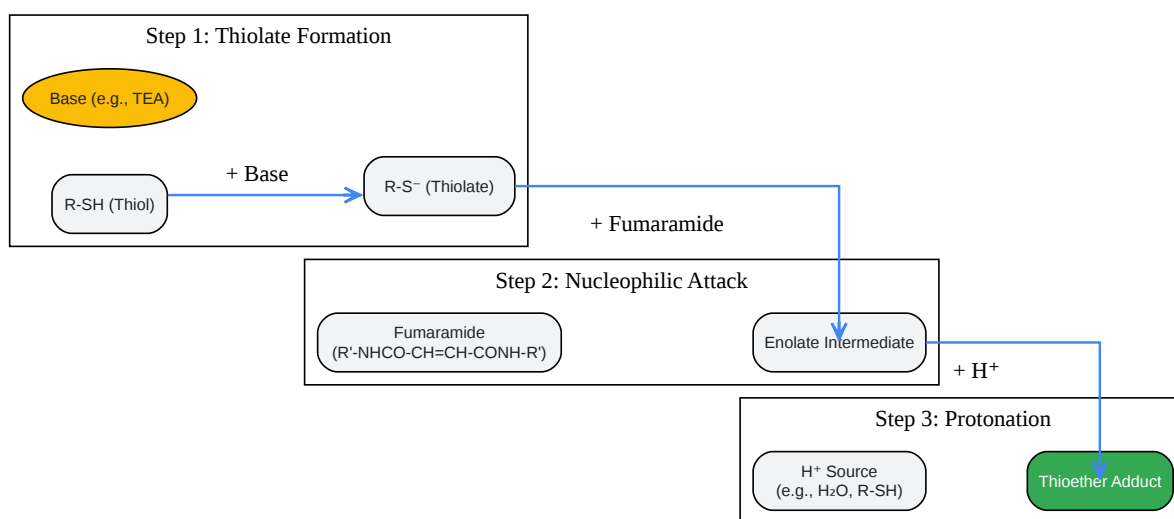 Step 1: Thiolate Formation
Base (e.g., TEA)
+ Base
R-SH (Thiol)
R-S⁻ (Thiolate)
+ Fumaramide
Step 2: Nucleophilic Attack
Fumaramide
(R'-NHCO-CH=CH-CONH-R')
Enolate Intermediate
+ H⁺
Step 3: Protonation
H⁺ Source
(e.g., H₂O, R-SH)
Thioether Adduct